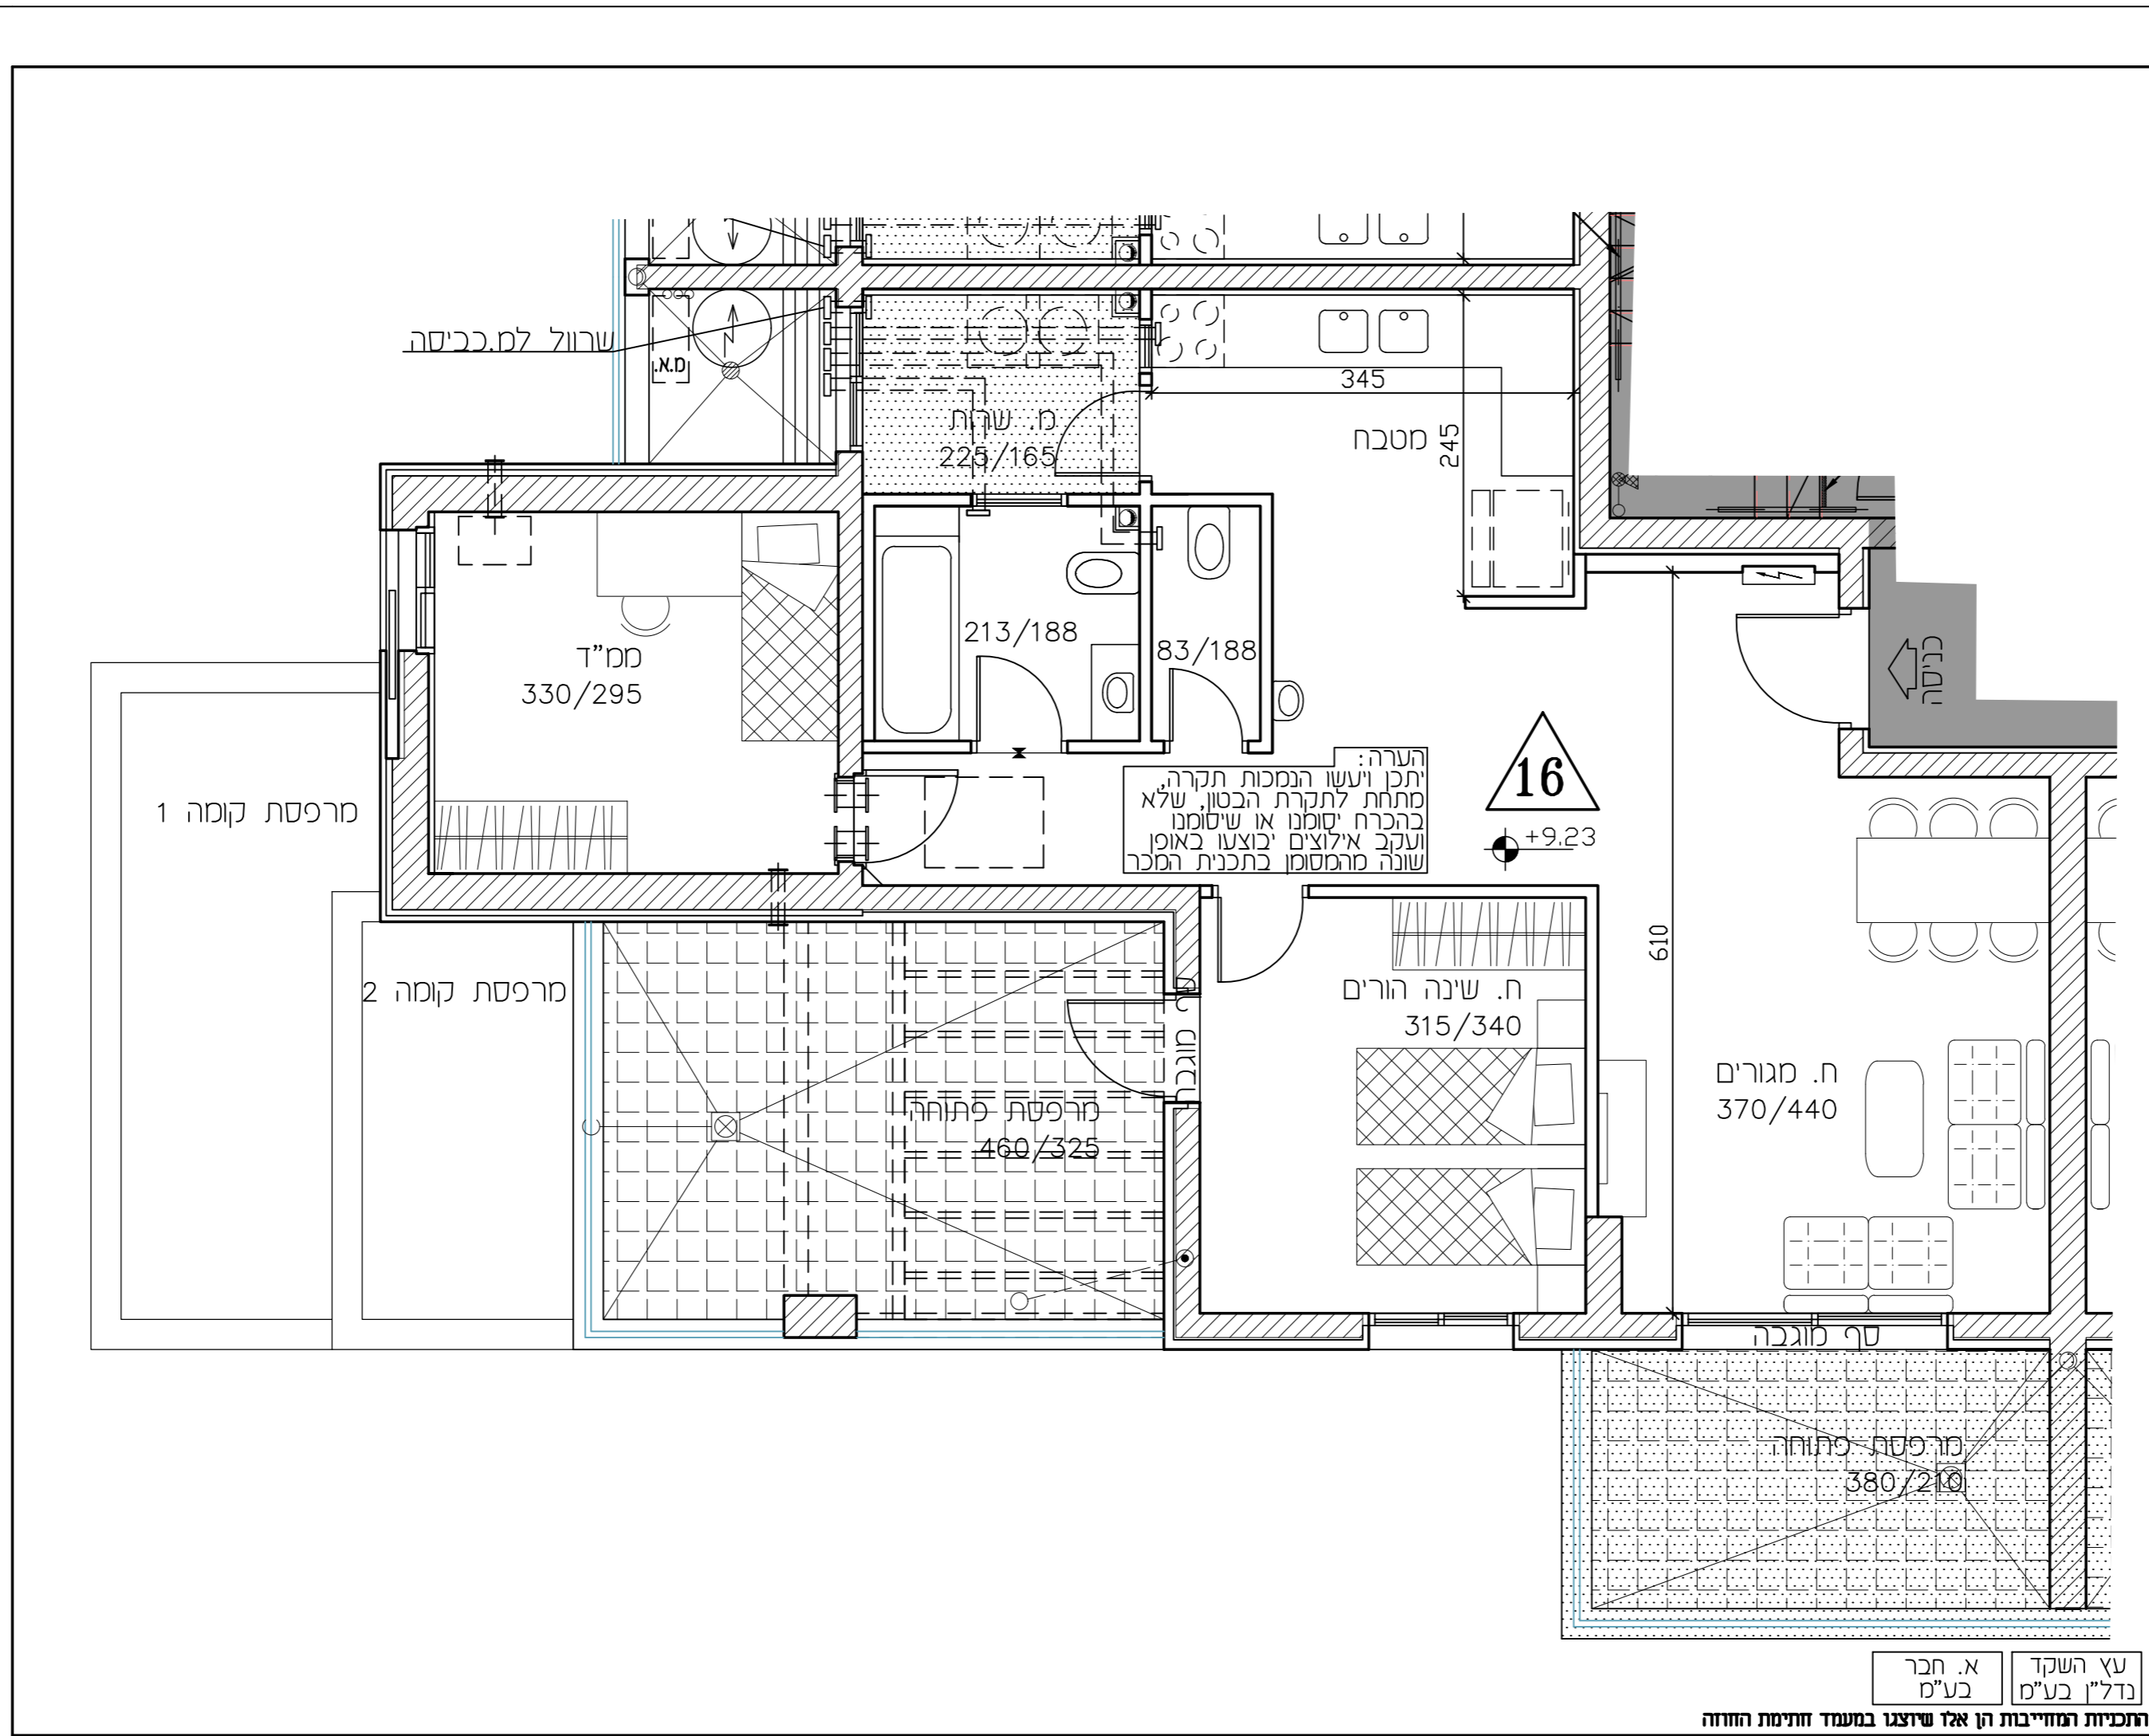 שרוול למ.כביסה
מ.א.
מ. שרות
225/165
345
מטבח
245
ממ"ד
330/295
213/188
83/188
כניסה
מרפסת קומה 1
הערה:
יתכן ויעשו הנמכות תקרה,
מתחת לתקרת הבטון, שלא
בהכרח יסומנו או שיסומנו
ועקב אילוצים יבוצעו באופן
שונה מהמסומן בתכנית המכר
16
+9.23
610
מרפסת קומה 2
ח. שינה הורים
315/340
סף מוגבה
ח. מגורים
370/440
מרפסת פתוחה
460/325
סף מוגבה
מרפסת פתוחה
380/210
עץ השקד
נדל"ן בע"מ
א. חבר
בע"מ
התכניות המחייבות הן אלו שיוצגו במעמד חתימת החוזה